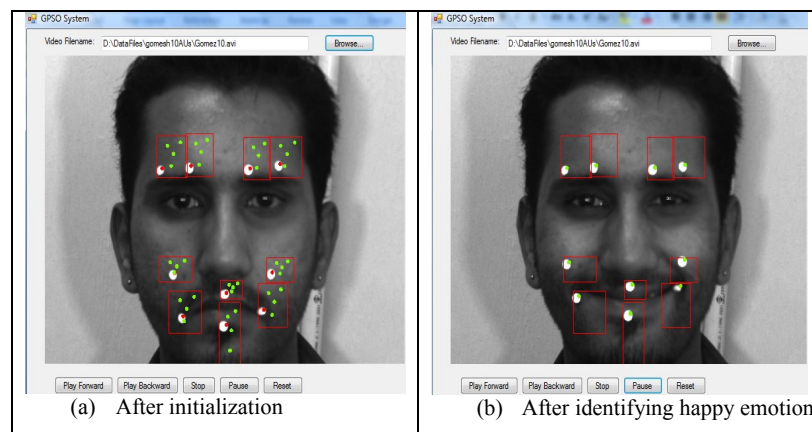 GPSO System
Video Filename: D:\DataFiles\gomesh10AUs\Gomez10.avi Browse...
Play Forward Play Backward Stop Pause Reset
(a) After initialization
GPSO System
Video Filename: D:\DataFiles\gomesh10AUs\Gomez10.avi Browse...
Play Forward Play Backward Stop Pause Reset
(b) After identifying happy emotion